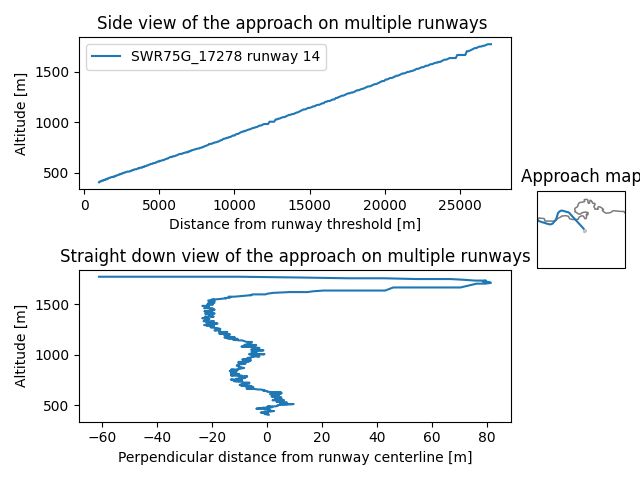 Side view of the approach on multiple runways
SWR75G_17278 runway 14
Altitude [m]
1500
1000
500
0 5000 10000 15000 20000 25000
Distance from runway threshold [m]
Approach map
Straight down view of the approach on multiple runways
Altitude [m]
1500
1000
500
−60 −40 −20 0 20 40 60 80
Perpendicular distance from runway centerline [m]